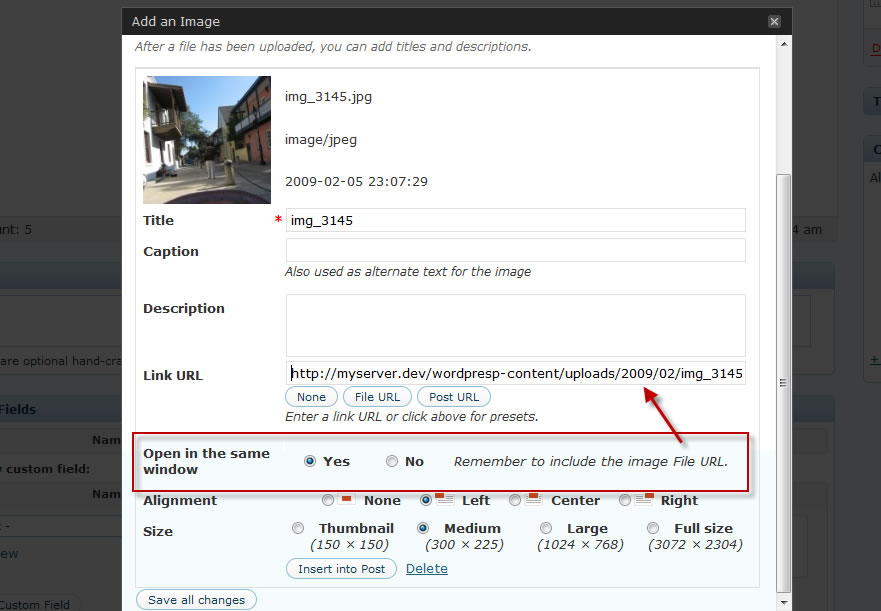 Add an Image
After a file has been uploaded, you can add titles and descriptions.
img_3145.jpg
image/jpeg
2009-02-05 23:07:29
Title * img_3145
Caption
Also used as alternate text for the image
Description
Link URL http://myserver.dev/wordpresp-content/uploads/2009/02/img_3145
None File URL Post URL
Enter a link URL or click above for presets.
Open in the same
window
Yes No Remember to include the image File URL.
Alignment None Left Center Right
Size Thumbnail Medium Large Full size
(150 × 150) (300 × 225) (1024 × 768) (3072 × 2304)
Insert into Post Delete
Save all changes
nt: 5
4 am
are optional hand-cra
Fields
Nam
custom field:
Nam
ew
Custom Field